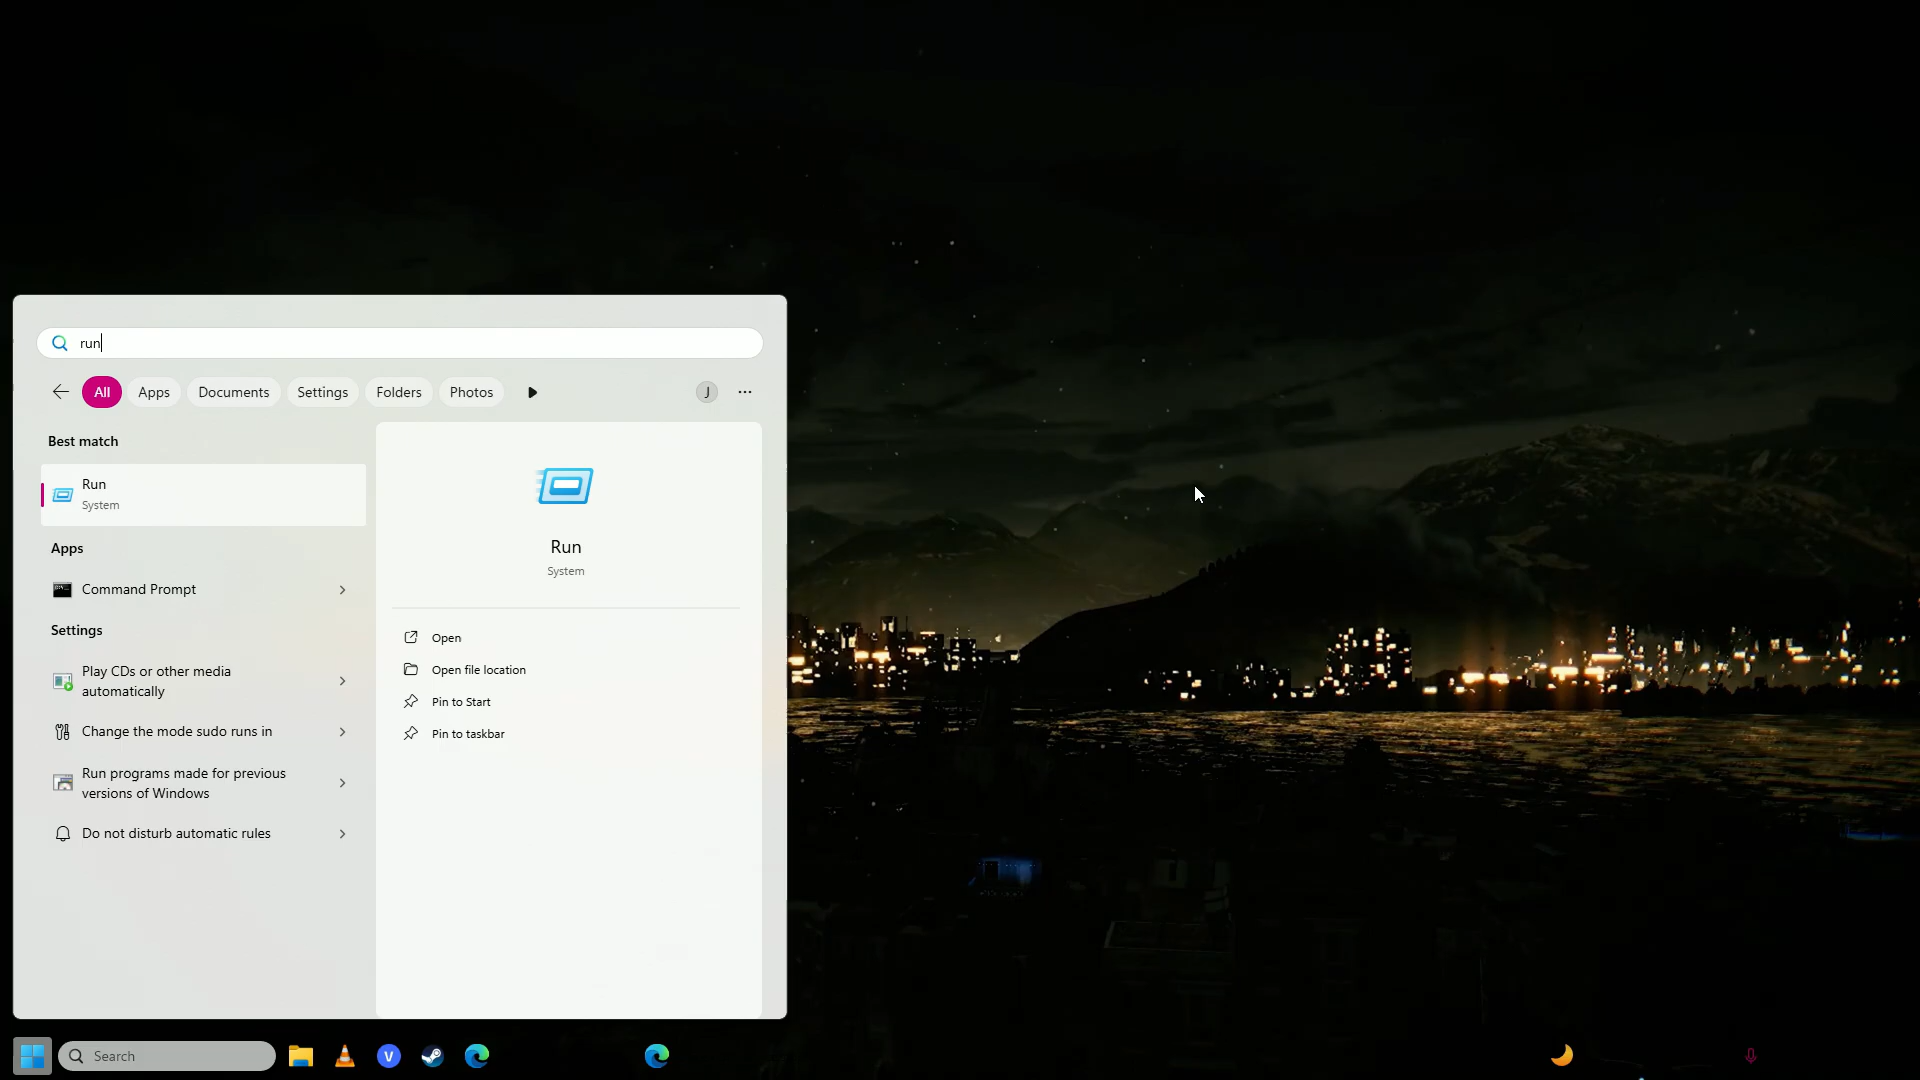 run
All
Apps
Documents
Settings
Folders
Photos
J
Best match
Run
System
Apps
Command Prompt
Settings
Play CDs or other media
automatically
Change the mode sudo runs in
Run programs made for previous
versions of Windows
Do not disturb automatic rules
Run
System
Open
Open file location
Pin to Start
Pin to taskbar
Search
V